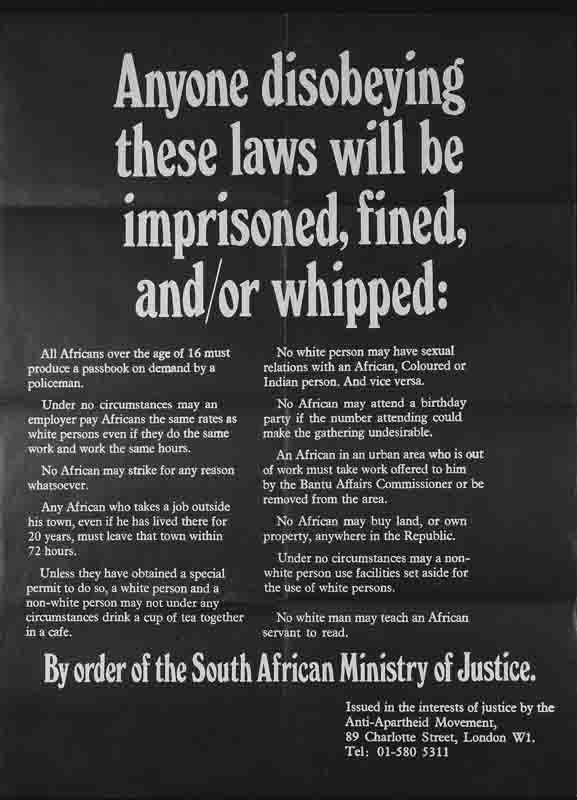 Anyone disobeying
these laws will be
imprisoned, fined,
and/or whipped:
All Africans over the age of 16 must
produce a passbook on demand by a
policeman.
Under no circumstances may an
employer pay Africans the same rates as
white persons even if they do the same
work and work the same hours.
No African may strike for any reason
whatsoever.
Any African who takes a job outside
his town, even if he has lived there for
20 years, must leave that town within
72 hours.
Unless they have obtained a special
permit to do so, a white person and a
non-white person may not under any
circumstances drink a cup of tea together
in a cafe.
No white person may have sexual
relations with an African, Coloured or
Indian person. And vice versa.
No African may attend a birthday
party if the number attending could
make the gathering undesirable.
An African in an urban area who is out
of work must take work offered to him
by the Bantu Affairs Commissioner or be
removed from the area.
No African may buy land, or own
property, anywhere in the Republic.
Under no circumstances may a non-
white person use facilities set aside for
the use of white persons.
No white man may teach an African
servant to read.
By order of the South African Ministry of Justice.
Issued in the interests of justice by the
Anti-Apartheid Movement,
89 Charlotte Street, London W1.
Tel: 01-580 5311